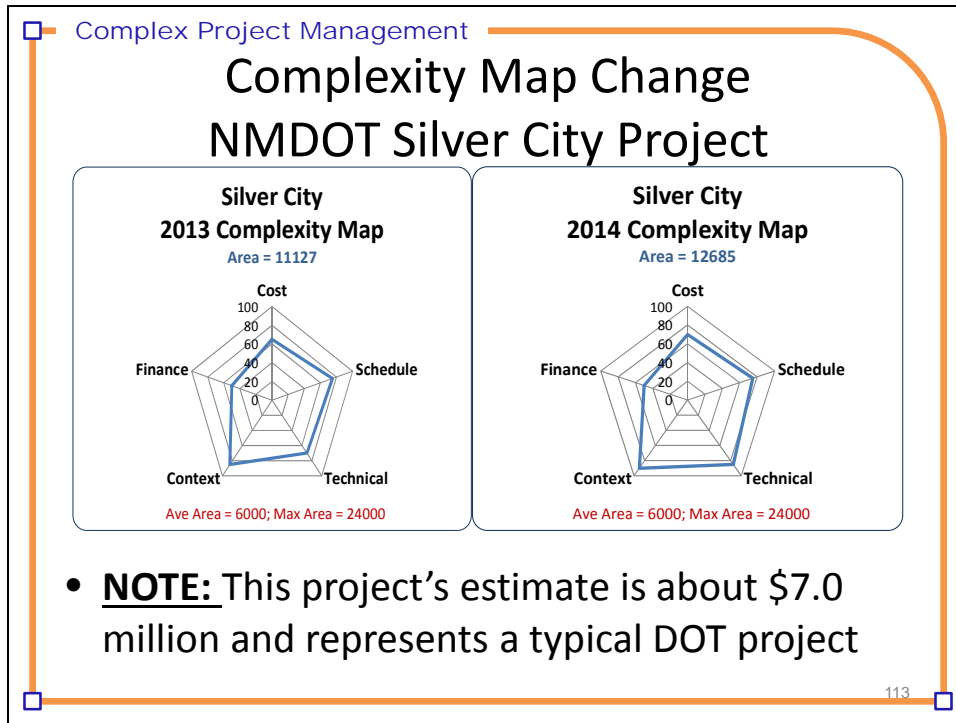 Complex Project Management
Complexity Map Change
NMDOT Silver City Project
Silver City
2013 Complexity Map
Area = 11127
Cost
100
80
60
40
20
0
Finance
Schedule
Context
Technical
Ave Area = 6000; Max Area = 24000
Silver City
2014 Complexity Map
Area = 12685
Cost
100
80
60
40
20
0
Finance
Schedule
Context
Technical
Ave Area = 6000; Max Area = 24000
• NOTE: This project’s estimate is about $7.0
million and represents a typical DOT project
113